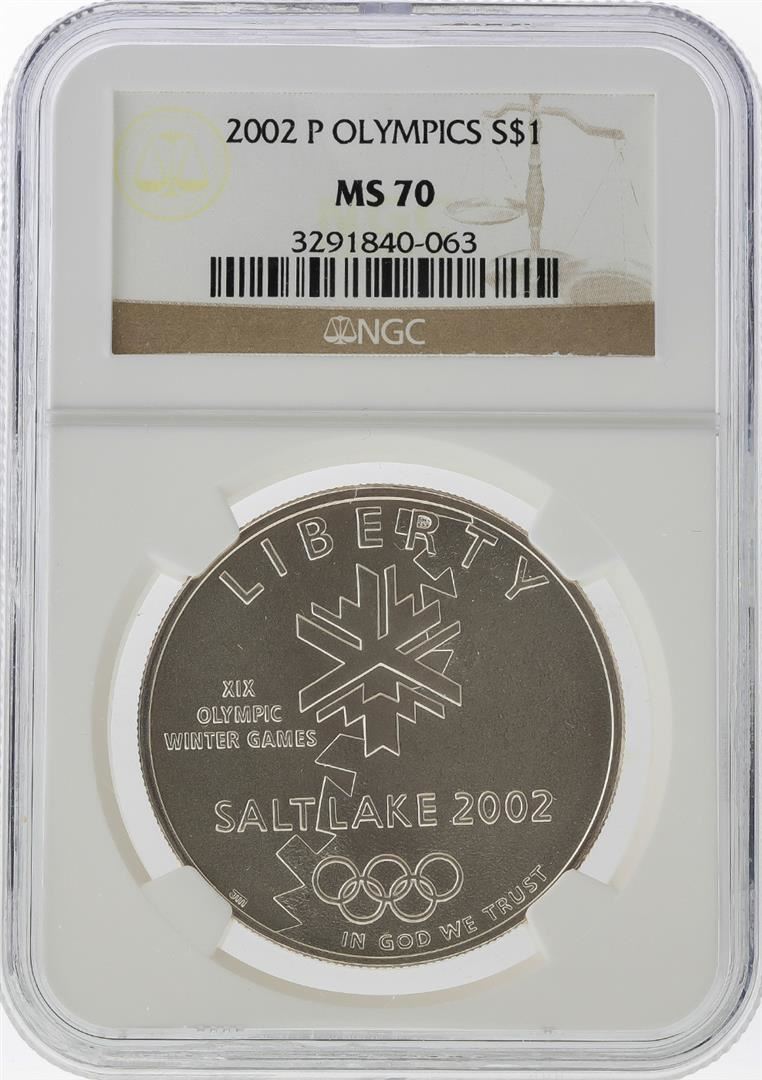 2002 P OLYMPICS S$1
MS 70
3291840-063
NGC
LIBERTY
XIX
OLYMPIC
WINTER GAMES
SALT LAKE 2002
IN GOD WE TRUST